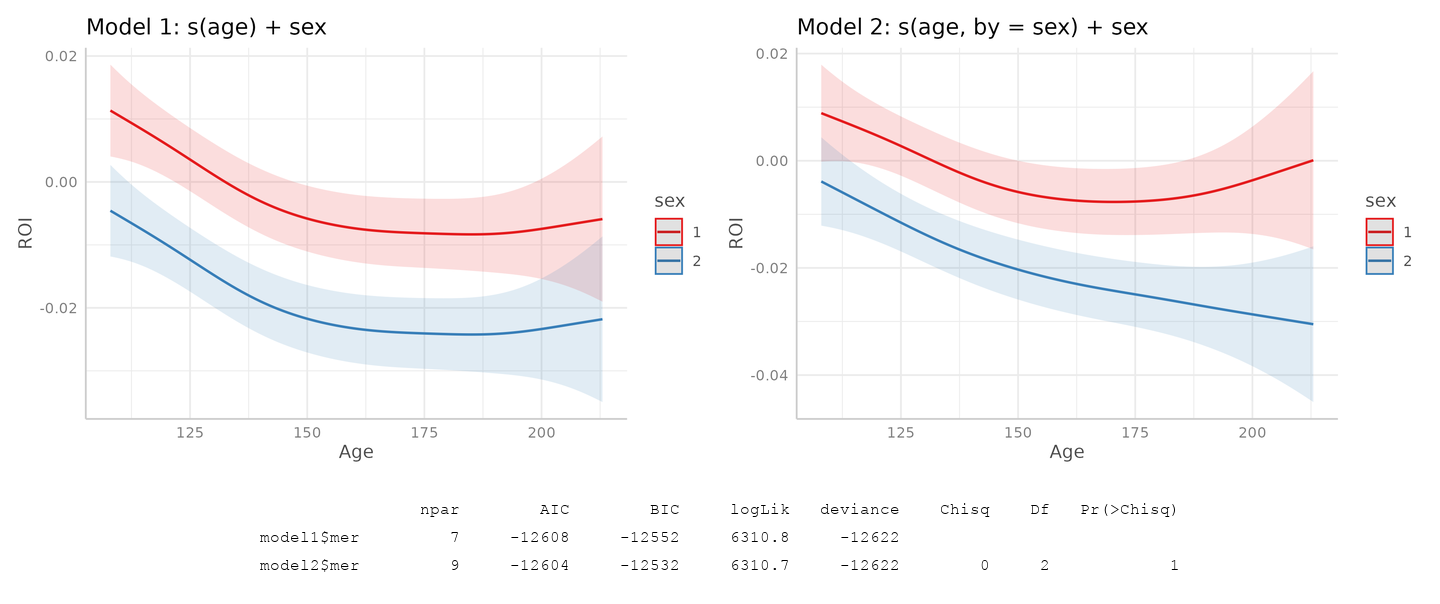 Model 1: s(age) + sex
0.02
0.00
-0.02
ROI
125 150 175 200
Age
sex
1
2
Model 2: s(age, by = sex) + sex
0.02
0.00
-0.02
-0.04
ROI
125 150 175 200
Age
sex
1
2
npar AIC BIC logLik deviance Chisq Df Pr(>Chisq)
model1$mer 7 -12608 -12552 6310.8 -12622
model2$mer 9 -12604 -12532 6310.7 -12622 0 2 1